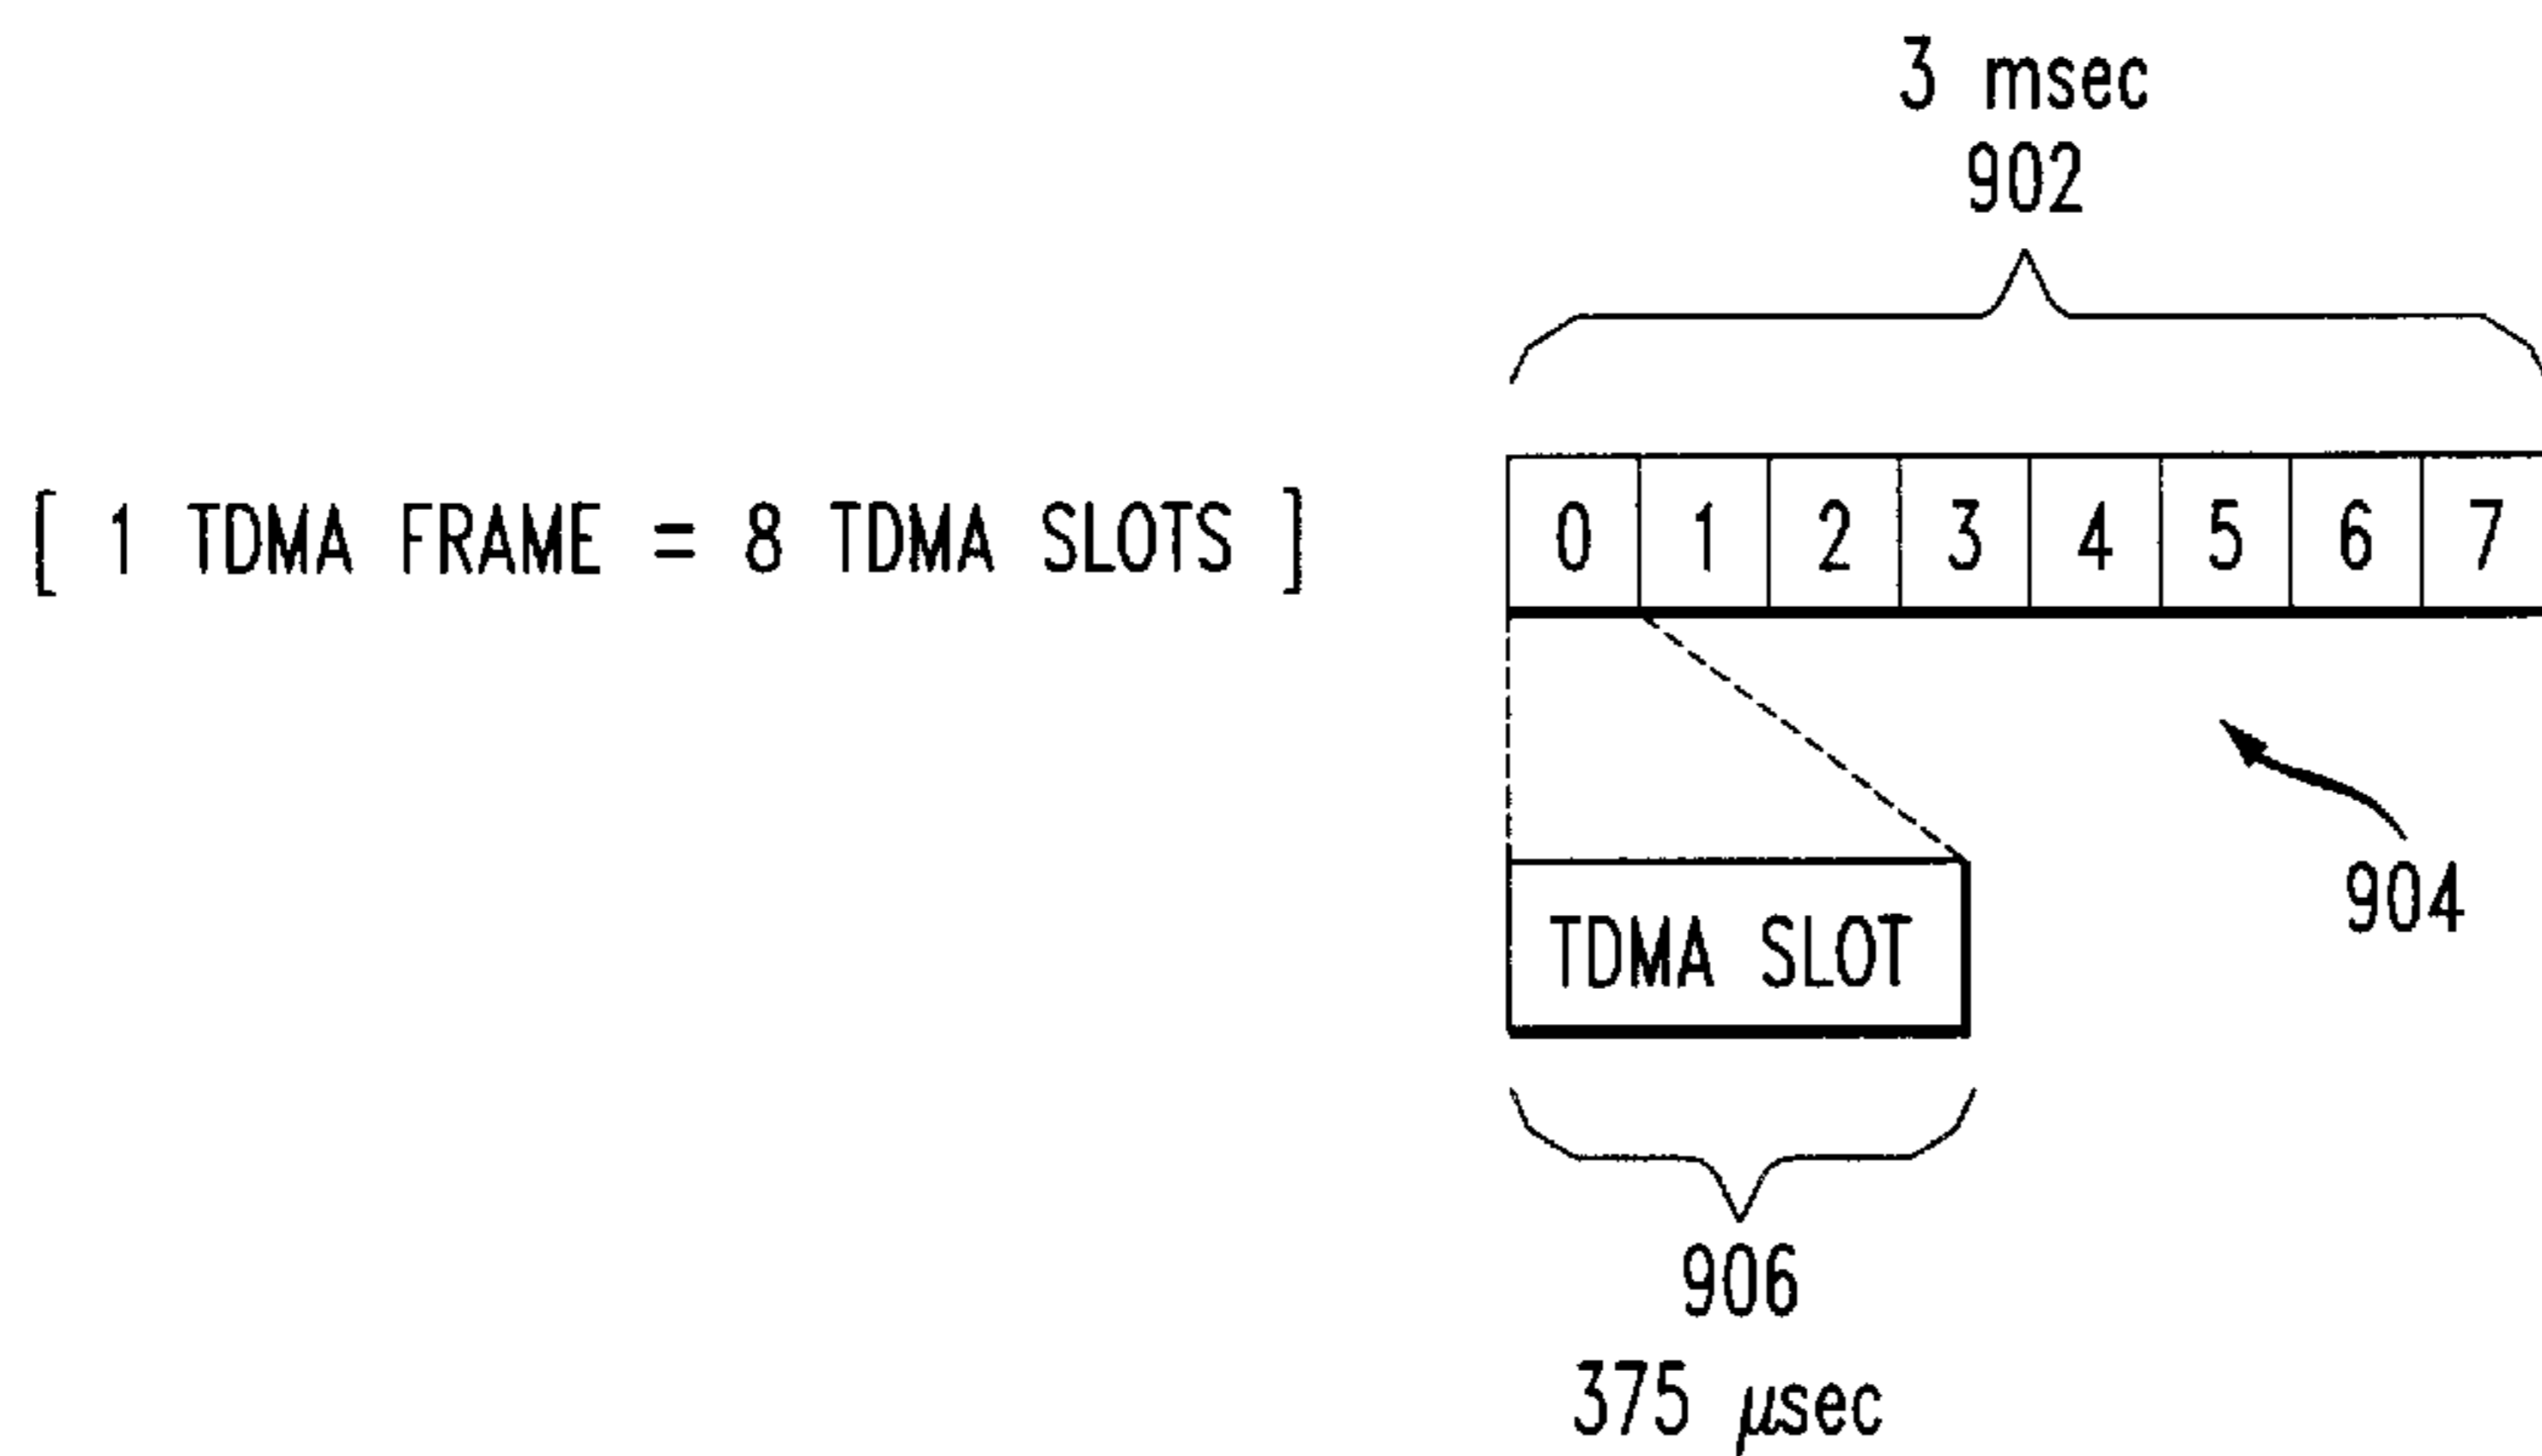 3 msec
902
[ 1 TDMA FRAME = 8 TDMA SLOTS ]
0 1 2 3 4 5 6 7
904
TDMA SLOT
906
375 μsec